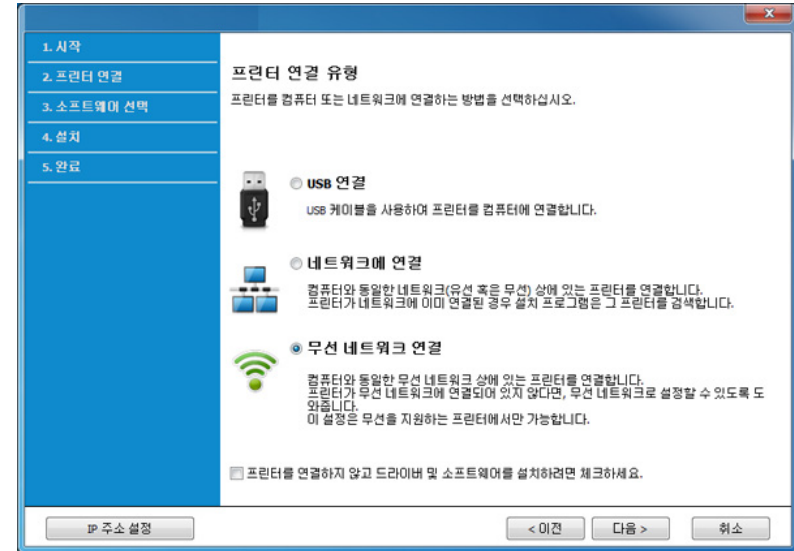 1. 시작
2. 프린터 연결
3. 소프트웨어 선택
4. 설치
5. 완료
프린터 연결 유형
프린터를 컴퓨터 또는 네트워크에 연결하는 방법을 선택하십시오.
USB 연결
USB 케이블을 사용하여 프린터를 컴퓨터에 연결합니다.
네트워크에 연결
컴퓨터와 동일한 네트워크(유선 혹은 무선) 상에 있는 프린터를 연결합니다.
프린터가 네트워크에 이미 연결된 경우 설치 프로그램은 그 프린터를 검색합니다.
무선 네트워크 연결
컴퓨터와 동일한 무선 네트워크 상에 있는 프린터를 연결합니다.
프린터가 무선 네트워크에 연결되어 있지 않다면, 무선 네트워크로 설정할 수 있도록 도
와줍니다.
이 설정은 무선을 지원하는 프린터에서만 가능합니다.
프린터를 연결하지 않고 드라이버 및 소프트웨어를 설치하려면 체크하세요.
IP 주소 설정
< 이전
다음 >
취소